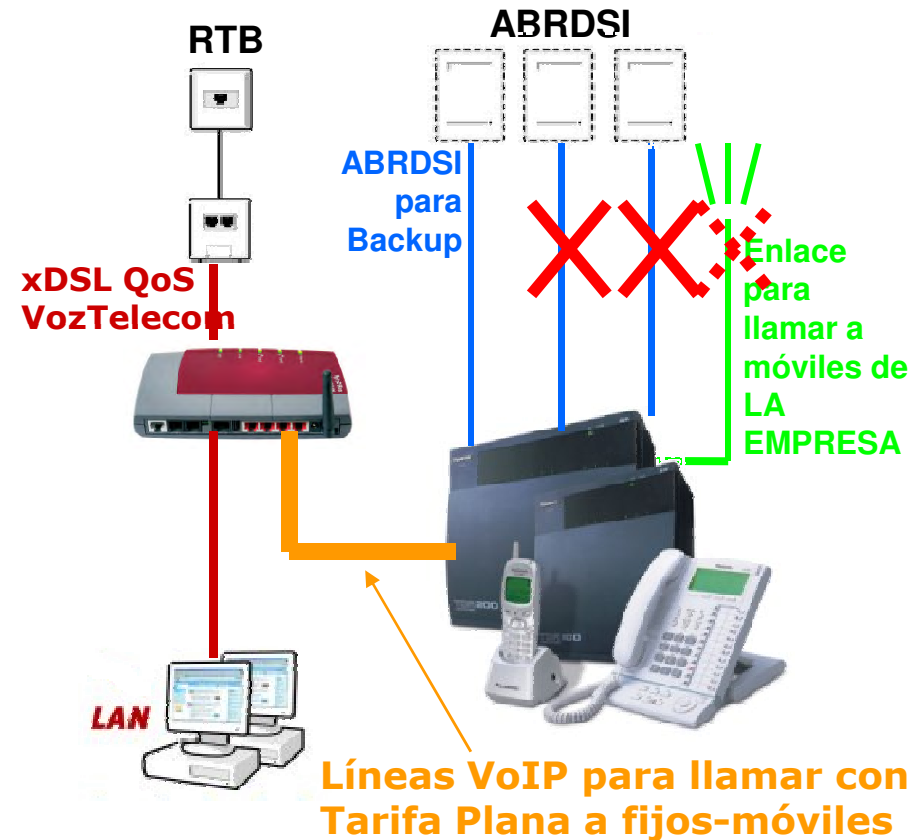 RTB
ABRDSI
ABRDSI
para
Backup
xDSL QoS
VozTelecom
Enlace
para
llamar a
móviles de
LA
EMPRESA
LAN
Líneas VoIP para llamar con
Tarifa Plana a fijos-móviles